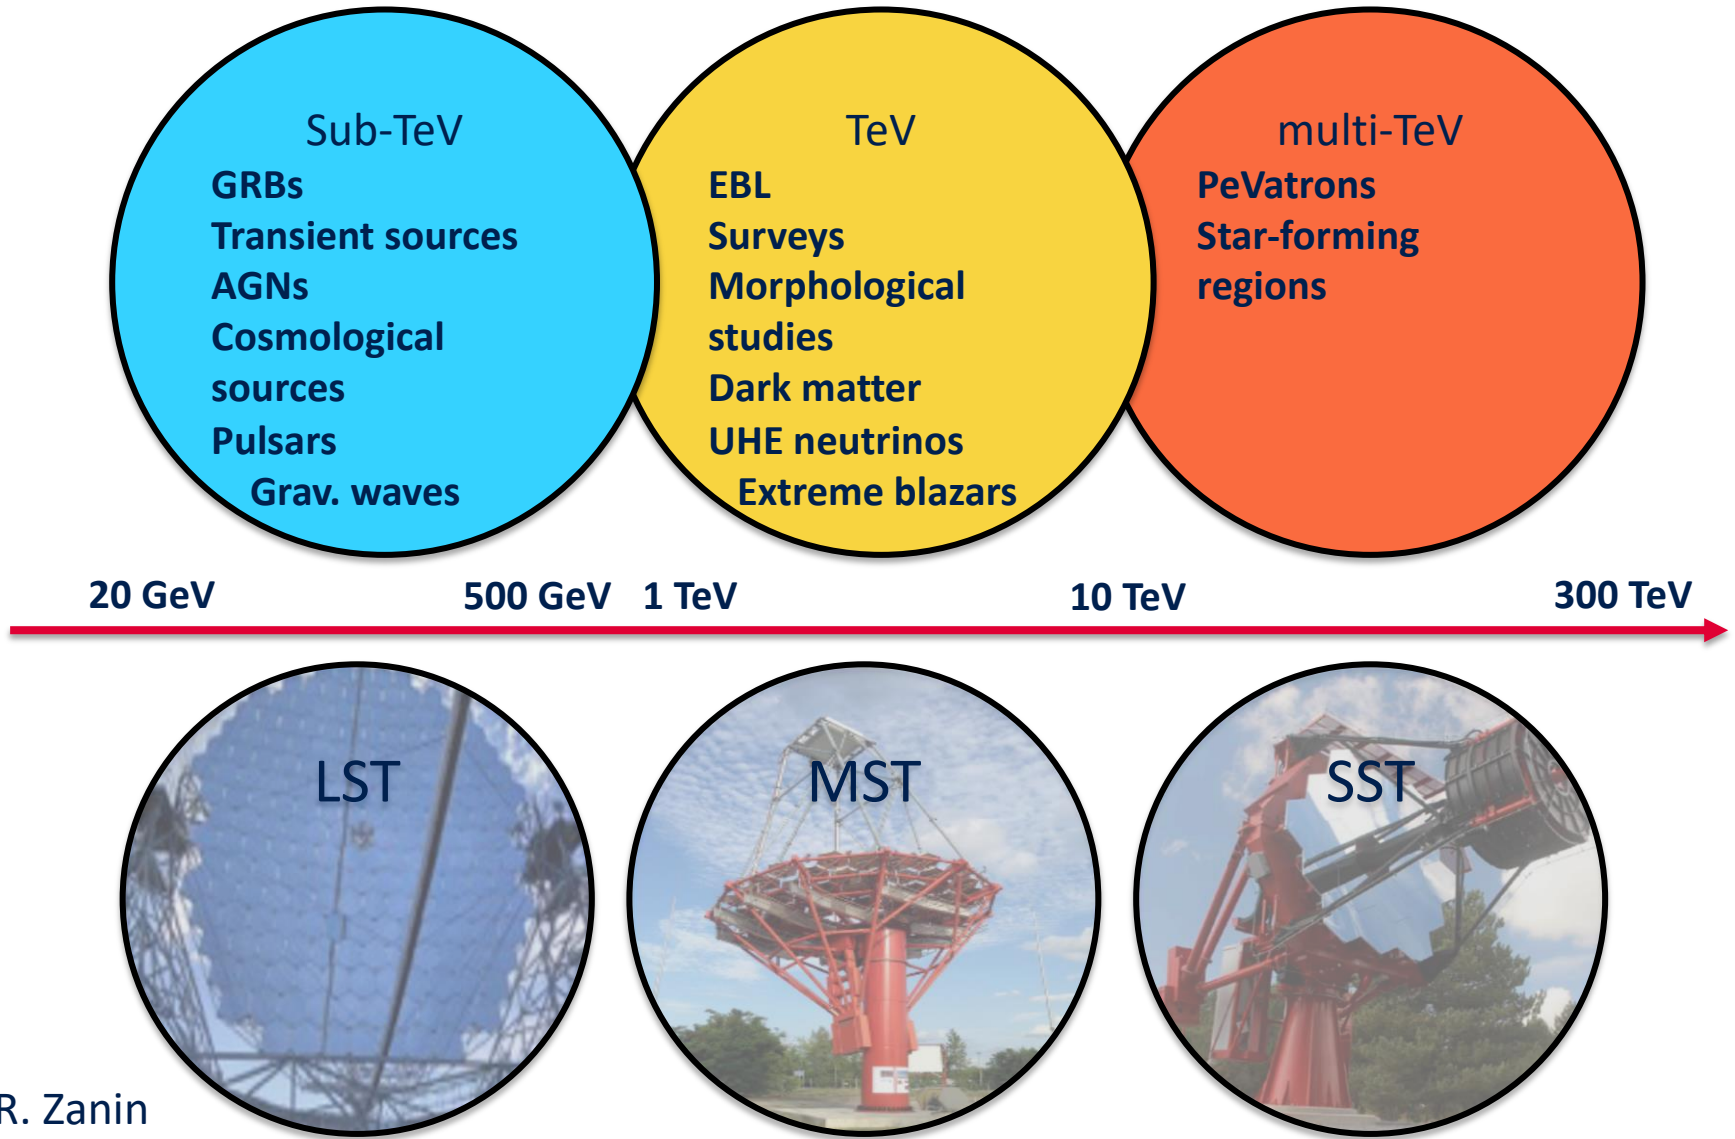 Sub-TeV
GRBs
Transient sources
AGNs
Cosmological
sources
Pulsars
Grav. waves
TeV
EBL
Surveys
Morphological
studies
Dark matter
UHE neutrinos
Extreme blazars
multi-TeV
PeVatrons
Star-forming
regions
20 GeV
500 GeV
1 TeV
10 TeV
300 TeV
LST
MST
SST
R. Zanin